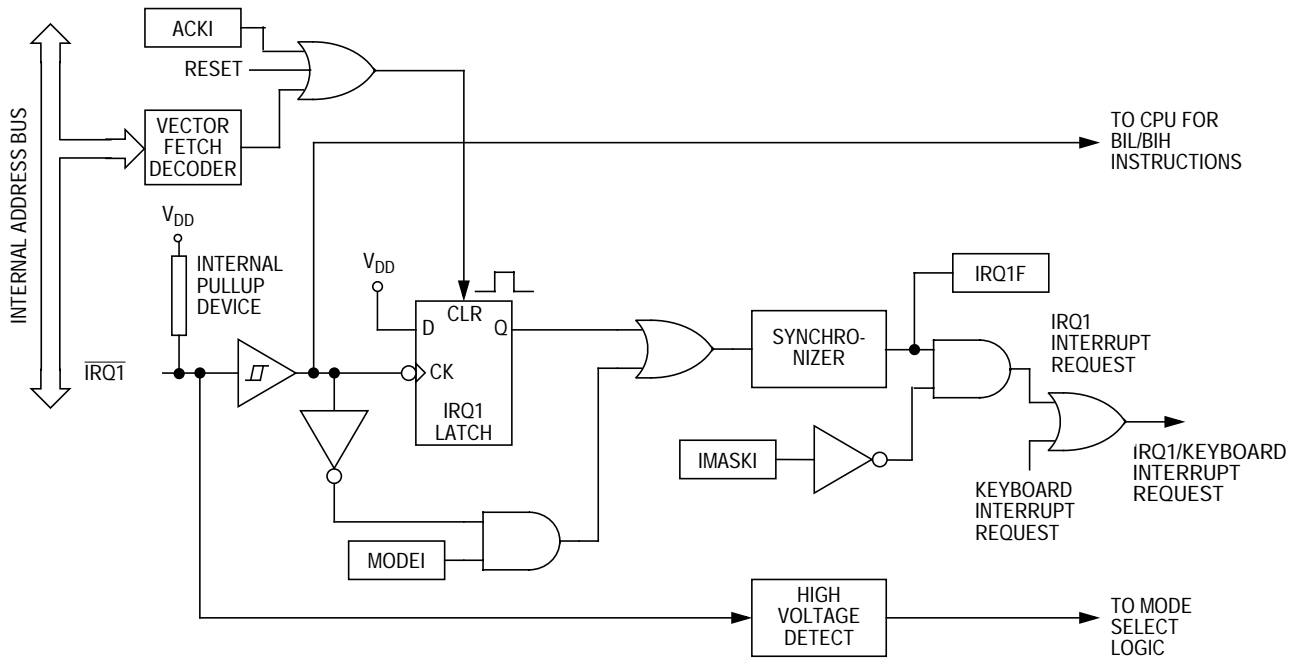 INTERNAL ADDRESS BUS
ACKI
RESET
VECTOR
FETCH
DECODER
TO CPU FOR
BIL/BIH
INSTRUCTIONS
VDD
INTERNAL
PULLUP
DEVICE
IRQ1
VDD
D
CLR
Q
CK
IRQ1
LATCH
SYNCHRO-
NIZER
IRQ1F
IRQ1
INTERRUPT
REQUEST
IMASKI
KEYBOARD
INTERRUPT
REQUEST
IRQ1/KEYBOARD
INTERRUPT
REQUEST
MODEI
HIGH
VOLTAGE
DETECT
TO MODE
SELECT
LOGIC